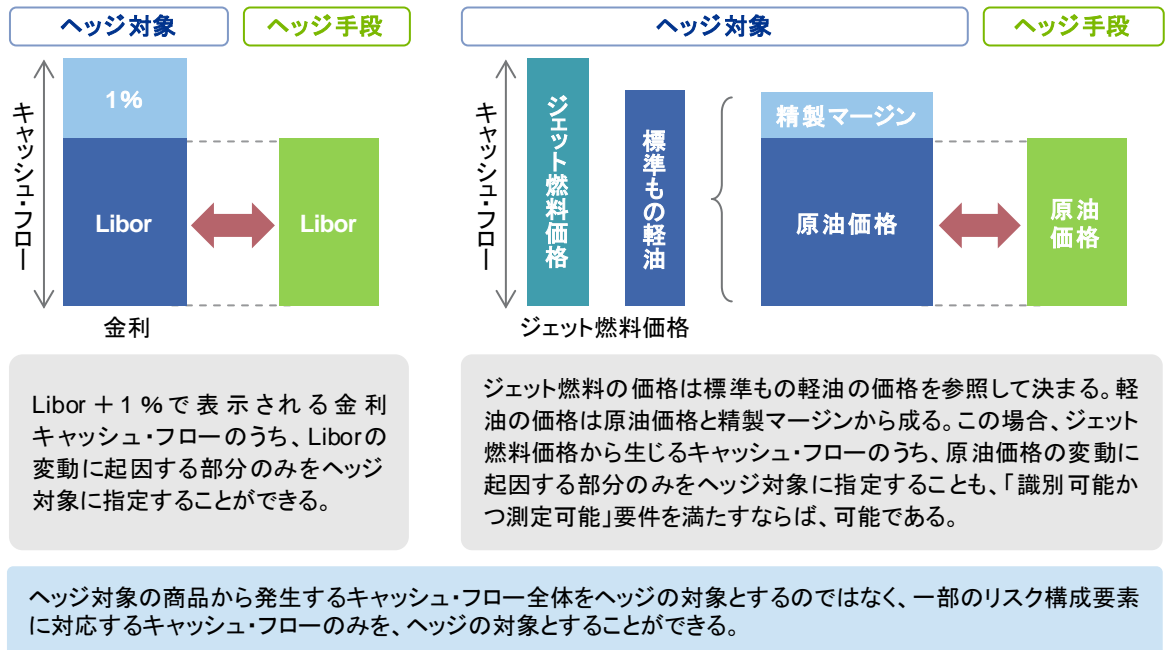 ヘッジ対象
ヘッジ手段
キャッシュ・フロー
1%
Libor
Libor
金利
Libor＋1％で表示される金利
キャッシュ・フローのうち、Liborの
変動に起因する部分のみをヘッジ
対象に指定することができる。
ヘッジ対象
ヘッジ手段
キャッシュ・フロー
ジェット燃料価格
標準もの軽油
精製マージン
原油価格
原油
価格
ジェット燃料価格
ジェット燃料の価格は標準もの軽油の価格を参照して決まる。軽
油の価格は原油価格と精製マージンから成る。この場合、ジェット
燃料価格から生じるキャッシュ・フローのうち、原油価格の変動に
起因する部分のみをヘッジ対象に指定することも、「識別可能か
つ測定可能」要件を満たすならば、可能である。
ヘッジ対象の商品から発生するキャッシュ・フロー全体をヘッジの対象とするのではなく、一部のリスク構成要素
に対応するキャッシュ・フローのみを、ヘッジの対象とすることができる。